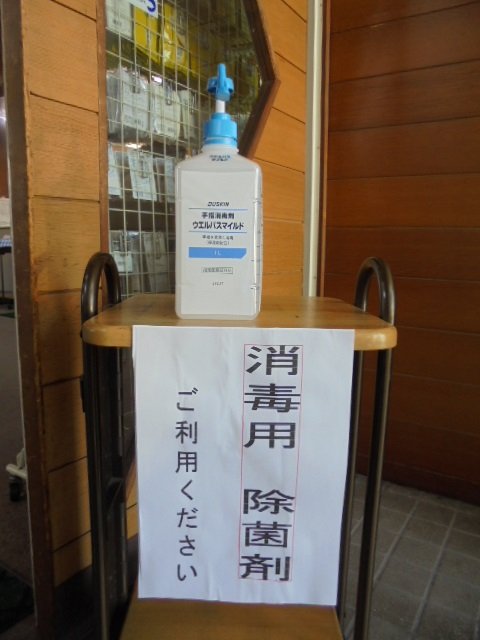 DUSKIN
手指消毒剤
ウエルパスマイルド
1L
消毒用 除菌剤
ご利用ください